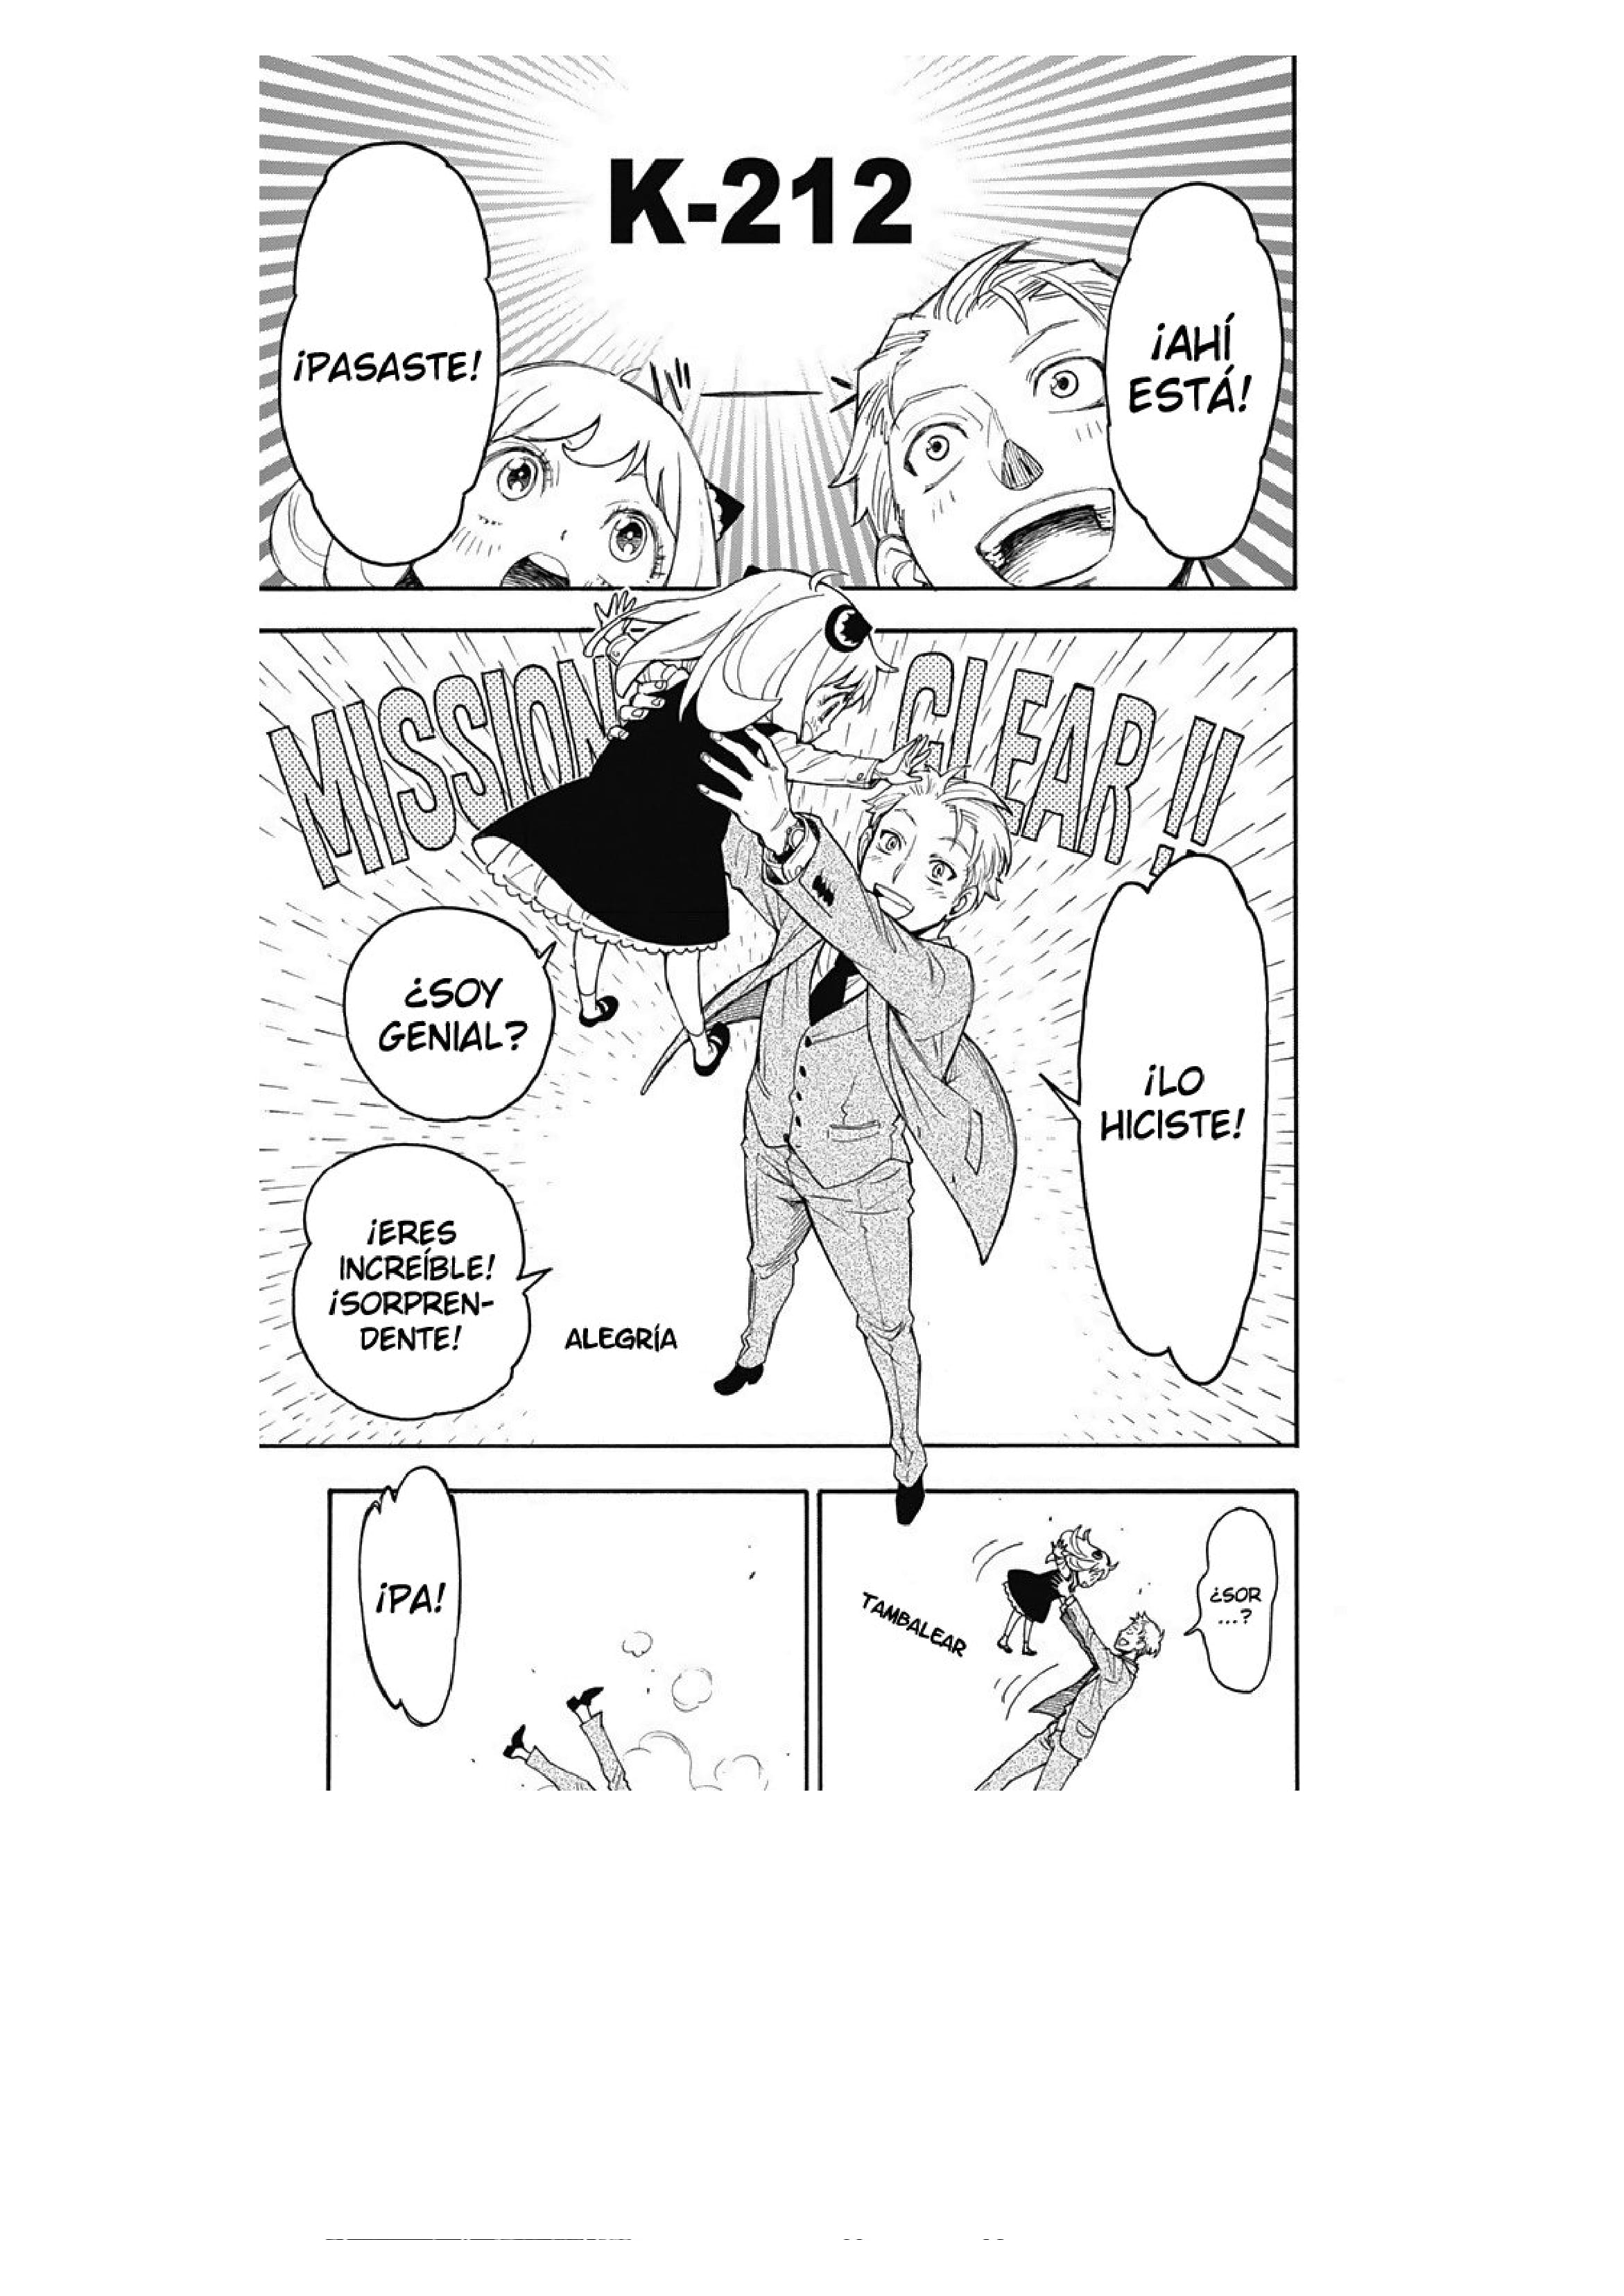 K-212
¡AHÍ
ESTÁ!
¡PASASTE!
MISSION CLEAR!!
¡LO
HICISTE!
¿SOY
GENIAL?
¡ERES
INCREÍBLE!
¡SORPREN-
DENTE!
ALEGRÍA
¿SOR
...?
TAMBALEAR
¡PA!